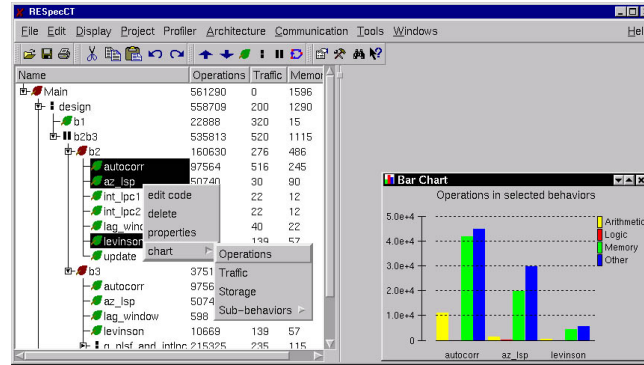 RESpecCT
File Edit Display Project Profiler Architecture Communication Tools Windows Hel
Name Operations Traffic Memor
Main 561290 0 1596
design 558709 200 1290
b1 22888 320 15
b2b3 535813 520 1115
b2 160630 276 486
autocorr 97564 516 245
az_lsp 50740 30 90
int_lpc1 22 12
int_lpc2 22 12
lag_wind 40 22
levinson 139 57
update
b3 3751
autocorr 9756
az_lsp 5074
lag_window 598
levinson 10669 139 57
q_plsf_and_intlpc 215325 235 115
edit code
delete
properties
chart
Operations
Traffic
Storage
Sub-behaviors
Bar Chart
Operations in selected behaviors
5.0e+4
4.0e+4
3.0e+4
2.0e+4
1.0e+4
0
autocorr az_lsp levinson
Arithmetic
Logic
Memory
Other